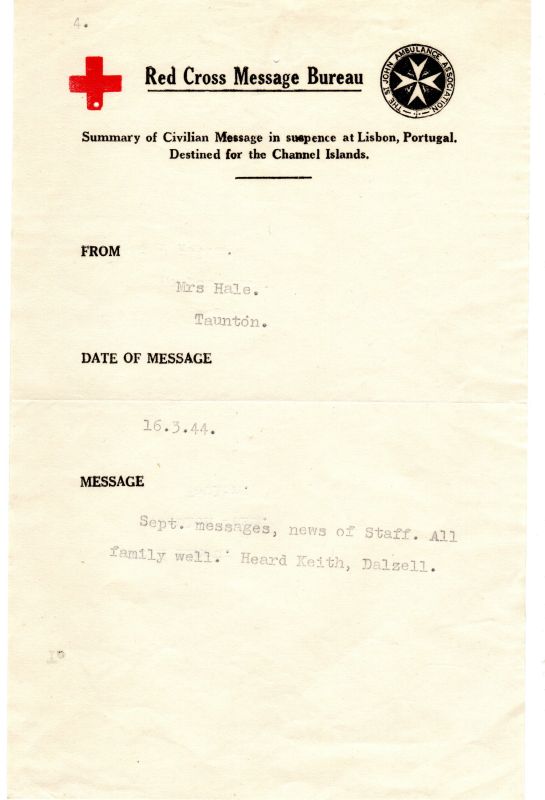 4.
Red Cross Message Bureau
THE ST JOHN AMBULANCE ASSOCIATION
Summary of Civilian Message in suspence at Lisbon, Portugal.
Destined for the Channel Islands.
FROM
Mrs Hale.
Taunton.
DATE OF MESSAGE
16.3.44.
MESSAGE
Sept. messages, news of Staff. All
family well. Heard Keith, Dalzell.